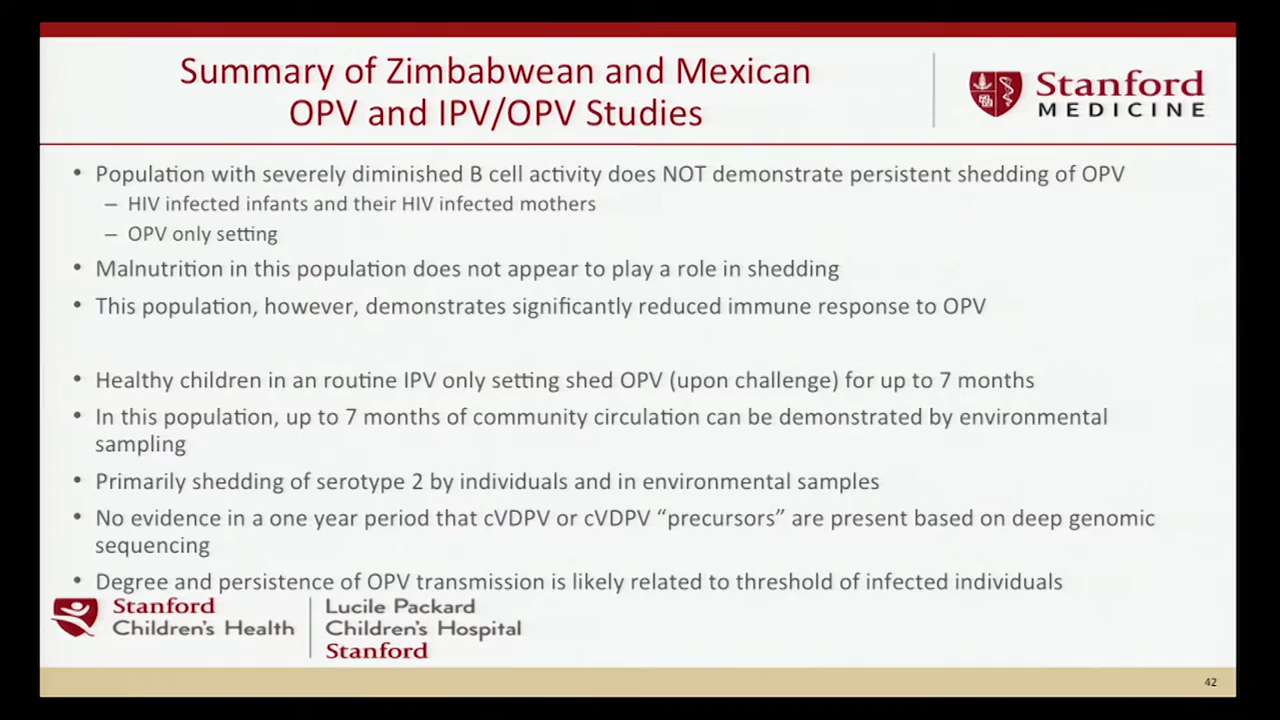 Summary of Zimbabwean and Mexican
OPV and IPV/OPV Studies
Stanford
MEDICINE
• Population with severely diminished B cell activity does NOT demonstrate persistent shedding of OPV
– HIV infected infants and their HIV infected mothers
– OPV only setting
• Malnutrition in this population does not appear to play a role in shedding
• This population, however, demonstrates significantly reduced immune response to OPV
• Healthy children in an routine IPV only setting shed OPV (upon challenge) for up to 7 months
• In this population, up to 7 months of community circulation can be demonstrated by environmental
sampling
• Primarily shedding of serotype 2 by individuals and in environmental samples
• No evidence in a one year period that cVDPV or cVDPV “precursors” are present based on deep genomic
sequencing
• Degree and persistence of OPV transmission is likely related to threshold of infected individuals
Stanford
Children's Health
Lucile Packard
Children's Hospital
Stanford
42